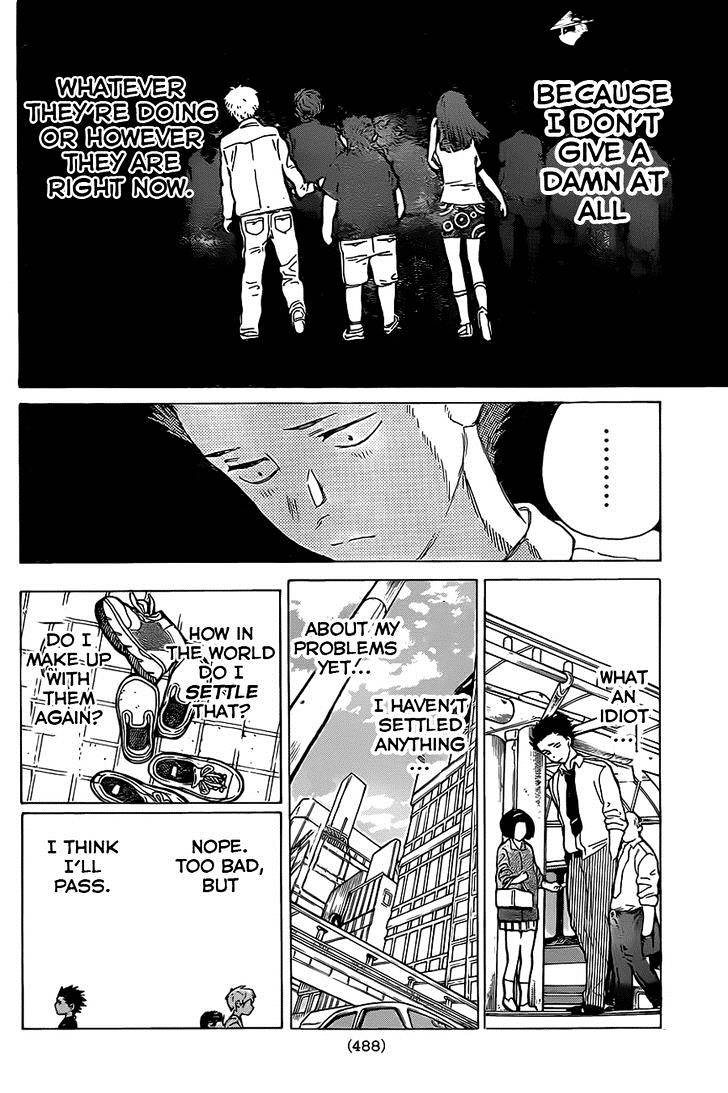 BECAUSE
I DON'T
GIVE A
DAMN AT
ALL
WHATEVER
THEY'RE DOING
OR HOWEVER
THEY ARE
RIGHT NOW.
.........
WHAT
AN
IDIOT
...
I HAVEN'T
SETTLED
ANYTHING
...
ABOUT MY
PROBLEMS
YET...
HOW IN
THE WORLD
DO I
SETTLE
THAT?
DO I
MAKE UP
WITH
THEM
AGAIN?
NOPE.
TOO BAD,
BUT
I THINK
I'LL
PASS.
(488)